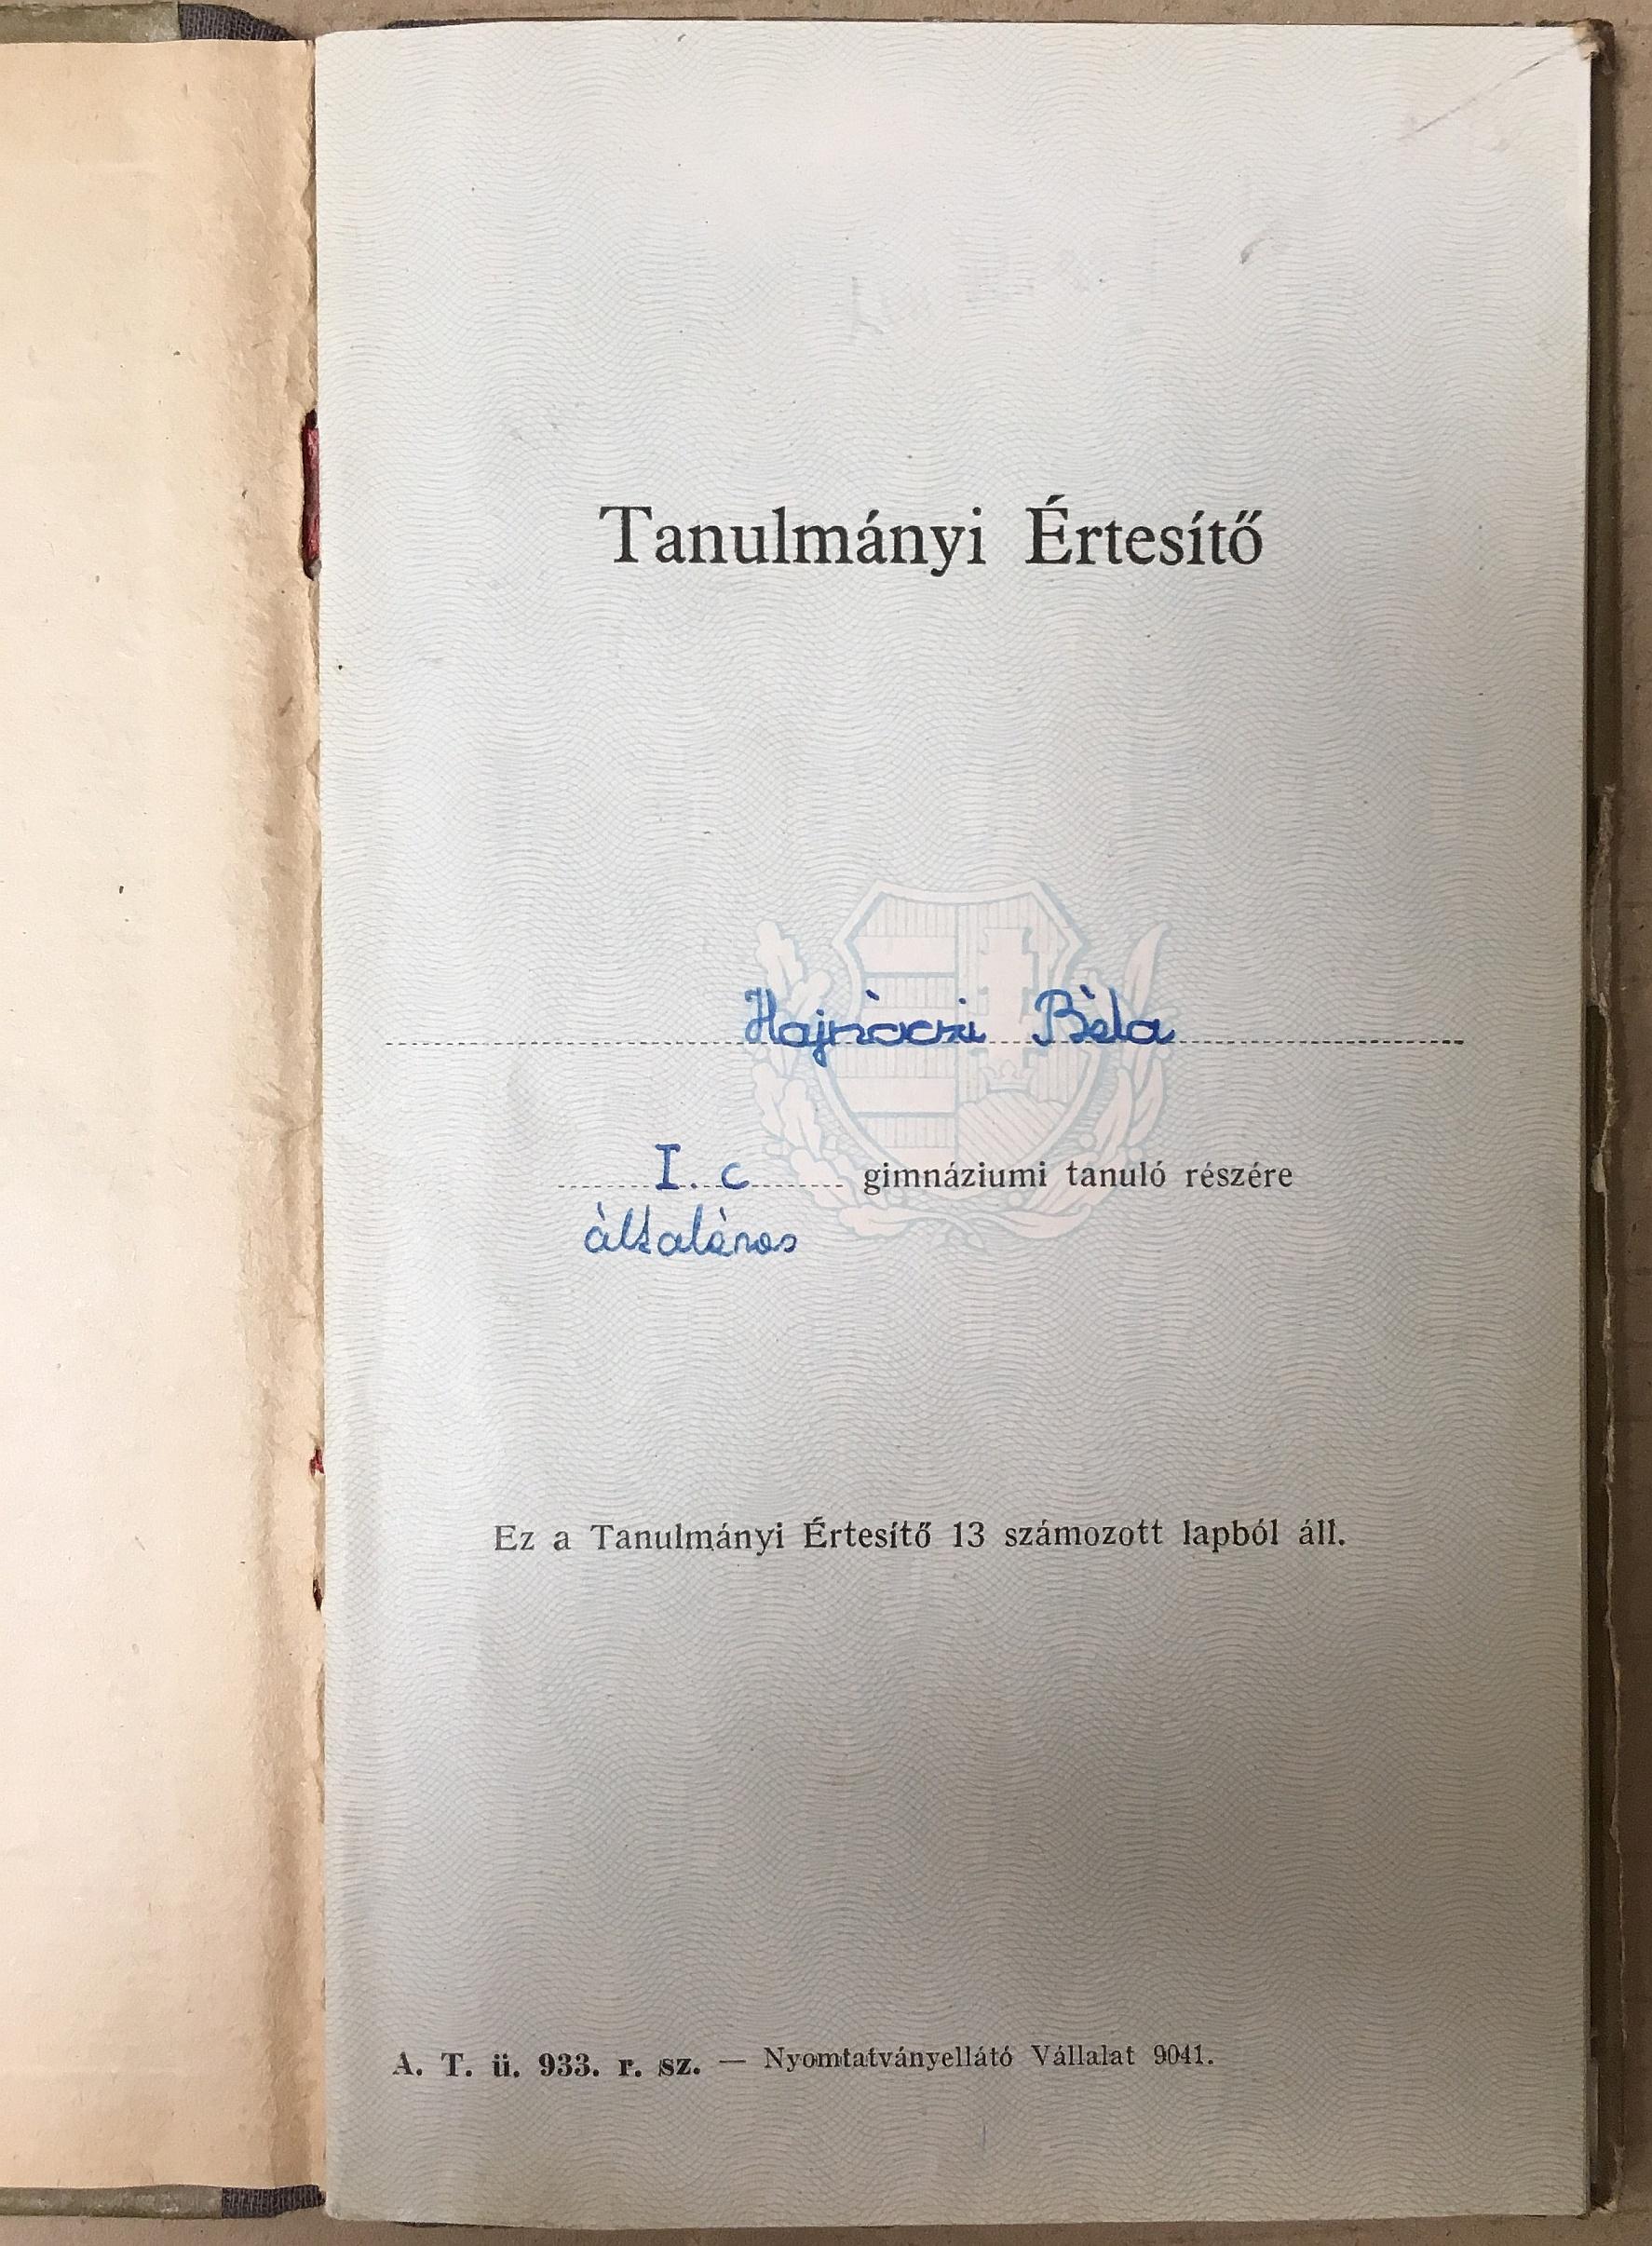 Tanulmányi Értesítő
Hajnáczi Béla
I. c gimnáziumi tanuló részére
általános
Ez a Tanulmányi Értesítő 13 számozott lapból áll.
A. T. ü. 933. r. sz. — Nyomtatványellátó Vállalat 9041.